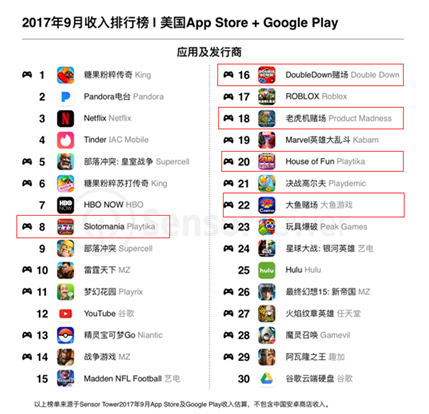 2017年9月收入排行榜 I 美国App Store + Google Play
应用及发行商
1 糖果粉粹传奇 King
2 Pandora电台 Pandora
3 Netflix Netflix
4 Tinder IAC Mobile
5 部落冲突: 皇室战争 Supercell
6 糖果粉粹苏打传奇 King
7 HBO NOW HBO
8 Slotomania Playtika
9 部落冲突 Supercell
10 雷霆天下 MZ
11 梦幻花园 Playrix
12 YouTube 谷歌
13 精灵宝可梦Go Niantic
14 战争游戏 MZ
15 Madden NFL Football 艺电
16 DoubleDown赌场 Double Down
17 ROBLOX Roblox
18 老虎机赌场 Product Madness
19 Marvel英雄大乱斗 Kabam
20 House of Fun Playtika
21 决战高尔夫 Playdemic
22 大鱼赌场 大鱼游戏
23 玩具爆破 Peak Games
24 星球大战: 银河英雄 艺电
25 Hulu Hulu
26 最终幻想15: 新帝国 MZ
27 火焰纹章英雄 任天堂
28 魔灵召唤 Gamevil
29 阿瓦隆之王 趣加
30 谷歌云端硬盘 谷歌
以上榜单来源于Sensor Tower2017年9月App Store及Google Play收入估算，不包含中国安卓商店收入。